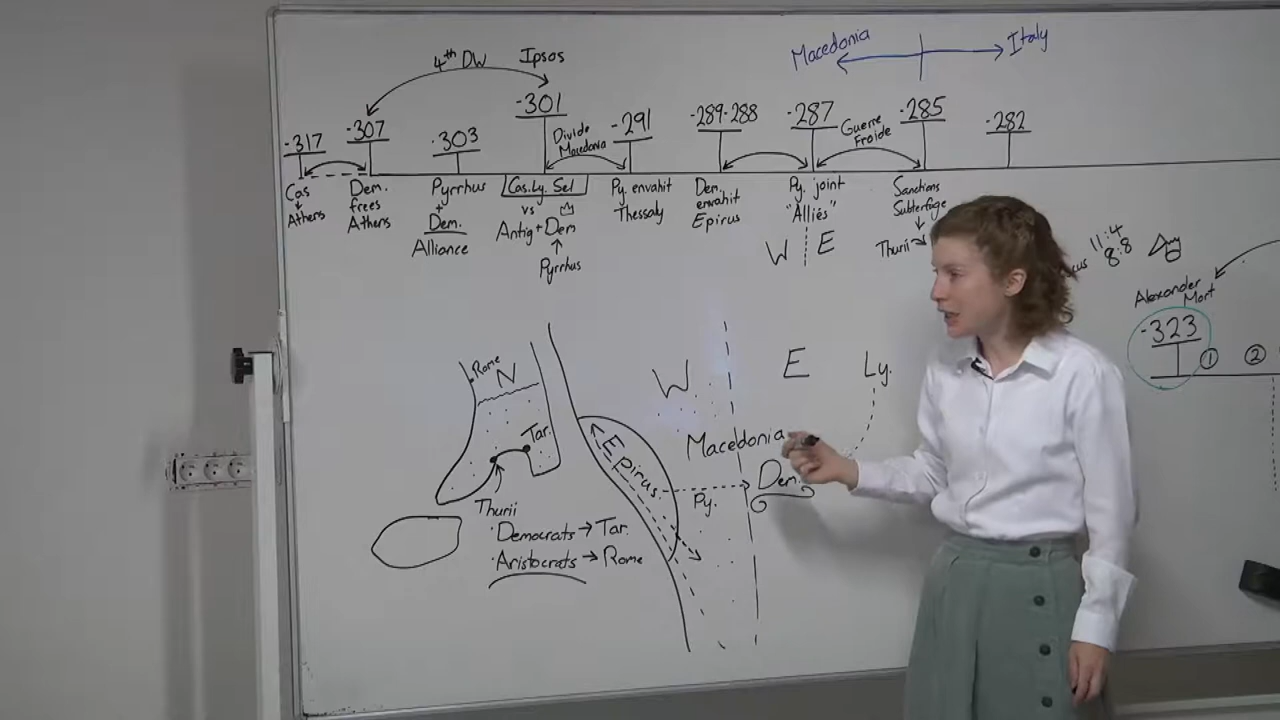 Macedonia
Italy
4th DW
Ipsos
-317
-307
-303
-301
-291
-289-288
-287
-285
-282
Divide
Macedonia
Guerre
Froide
Cas
Athens
Dem.
frees
Athens
Pyrrhus
+
Dem.
Alliance
Cas. Ly. Sel
vs
Antig + Dem
Pyrrhus
Py. envahit
Thessaly
Dem.
envahit
Epirus
Py. joint
"Alliés"
W E
Sanctions
Subterfuge
Thurii
11:4
8:8
Alexander
Mort
-323
1
2
Rome
N
Tar.
Thurii
· Democrats → Tar.
· Aristocrats → Rome
Epirus
W
E
Ly.
Macedonia
Dem.
Py.